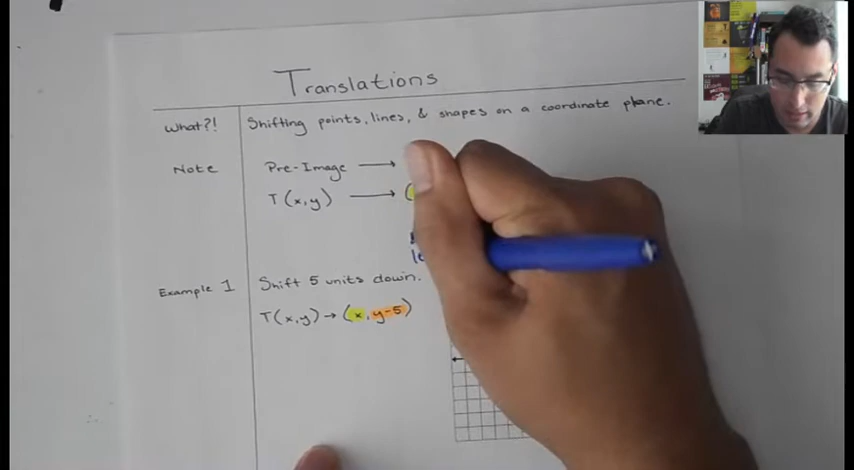 Translations
What?! Shifting points, lines, & shapes on a coordinate plane.
Note Pre-Image →
T(x,y) → (
Example 1 Shift 5 units down.
T(x,y) → (x, y-5)